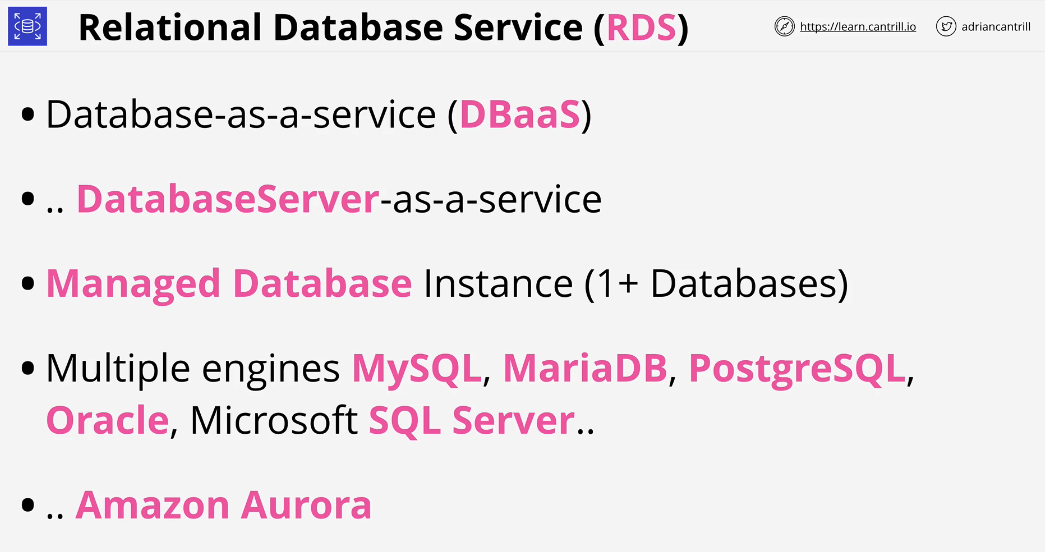 Relational Database Service (RDS)
https://learn.cantrill.io
adriancantrill
• Database-as-a-service (DBaaS)
• .. DatabaseServer-as-a-service
• Managed Database Instance (1+ Databases)
• Multiple engines MySQL, MariaDB, PostgreSQL,
Oracle, Microsoft SQL Server..
• .. Amazon Aurora